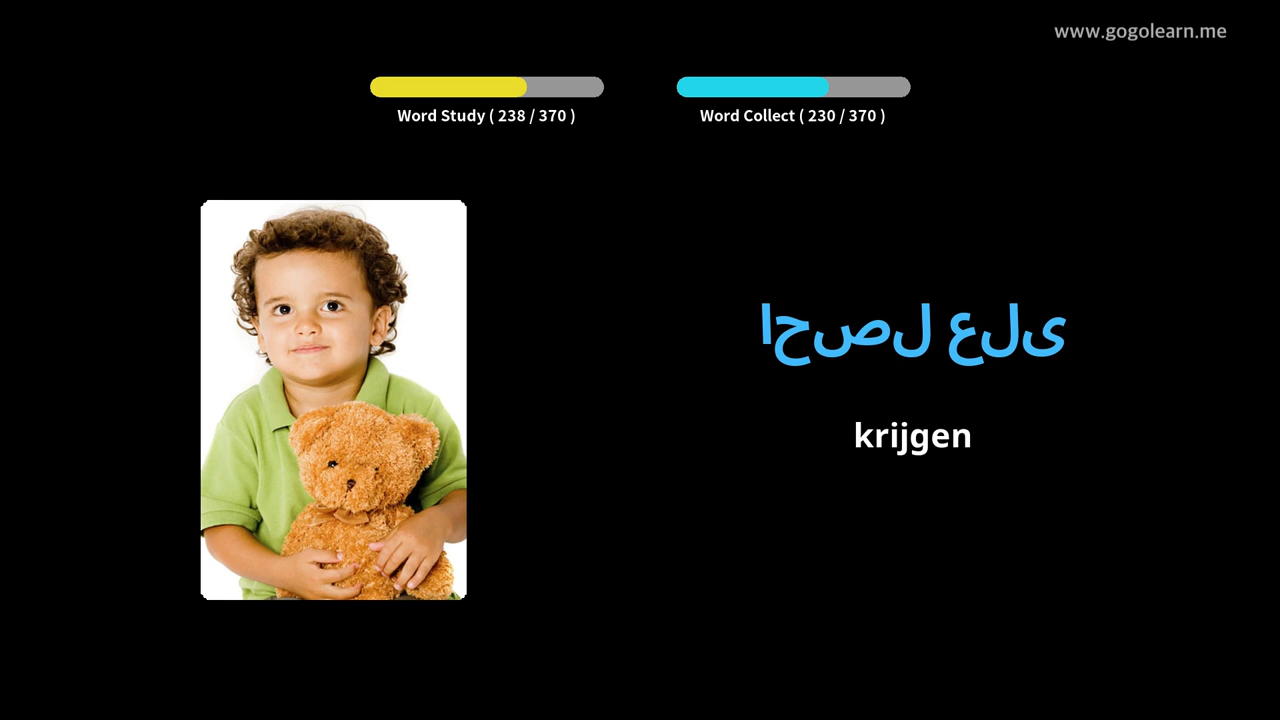 www.gogolearn.me
Word Study ( 238 / 370 )
Word Collect ( 230 / 370 )
احصل على
krijgen